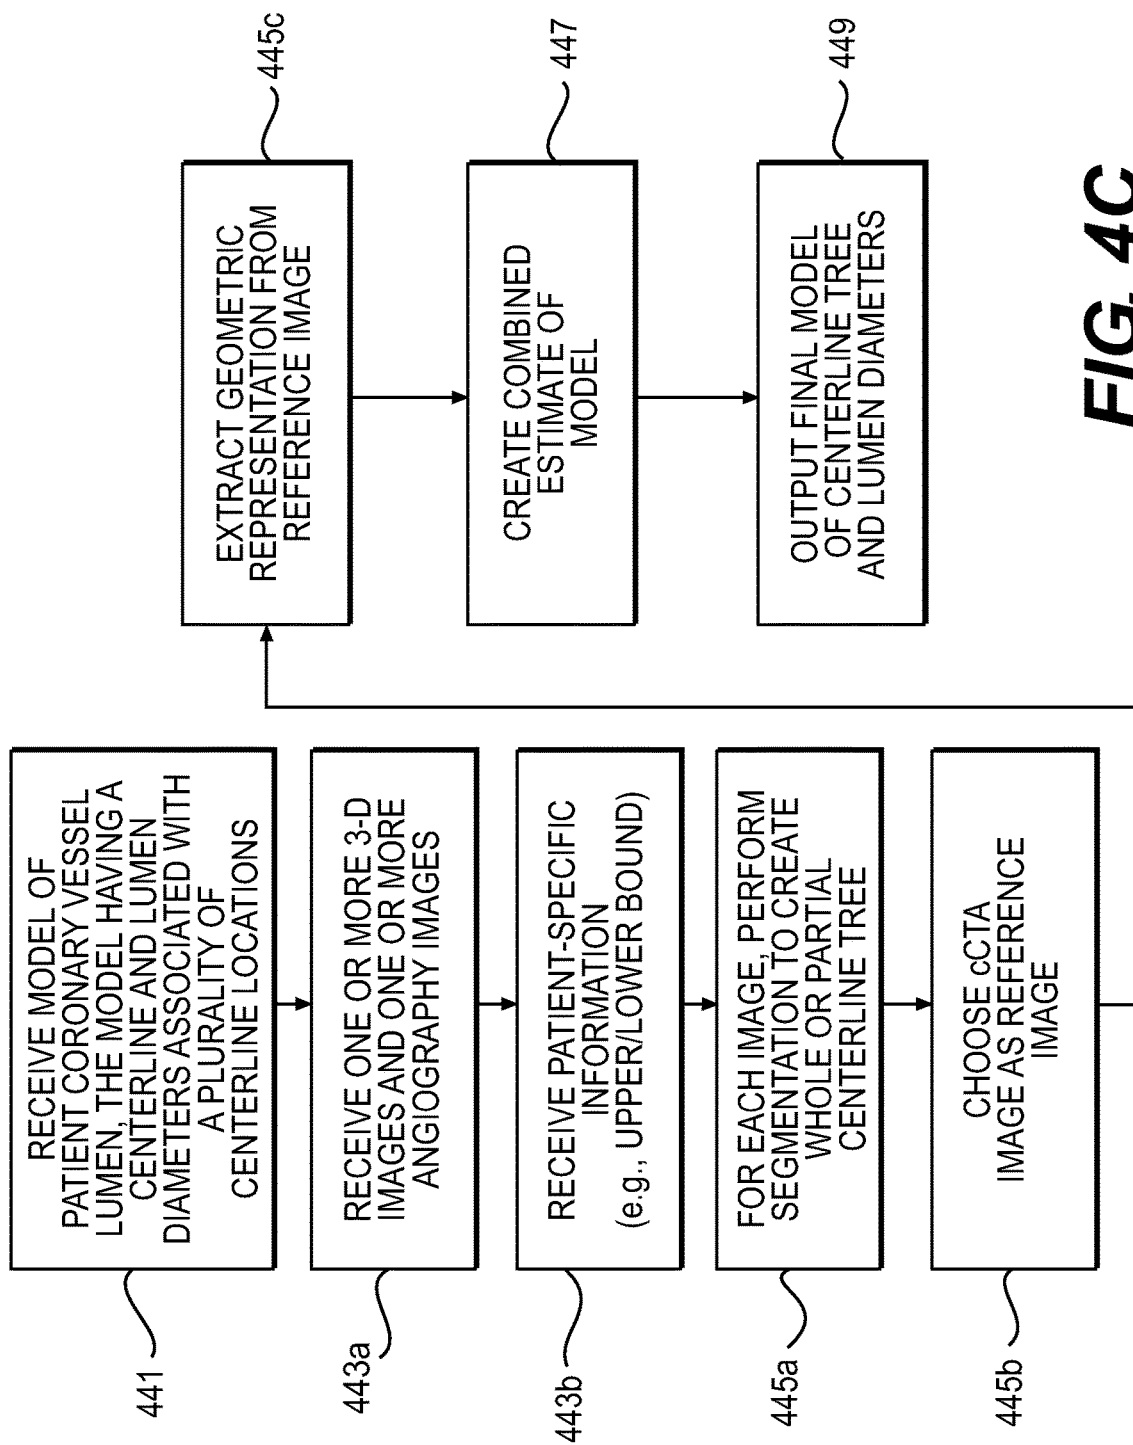 RECEIVE MODEL OF
PATIENT CORONARY VESSEL
LUMEN, THE MODEL HAVING A
CENTERLINE AND LUMEN
DIAMETERS ASSOCIATED WITH
A PLURALITY OF
CENTERLINE LOCATIONS
441
RECEIVE ONE OR MORE 3-D
IMAGES AND ONE OR MORE
ANGIOGRAPHY IMAGES
443a
RECEIVE PATIENT-SPECIFIC
INFORMATION
(e.g., UPPER/LOWER BOUND)
443b
FOR EACH IMAGE, PERFORM
SEGMENTATION TO CREATE
WHOLE OR PARTIAL
CENTERLINE TREE
445a
CHOOSE cCTA
IMAGE AS REFERENCE
IMAGE
445b
EXTRACT GEOMETRIC
REPRESENTATION FROM
REFERENCE IMAGE
445c
CREATE COMBINED
ESTIMATE OF
MODEL
447
OUTPUT FINAL MODEL
OF CENTERLINE TREE
AND LUMEN DIAMETERS
449
FIG. 4C